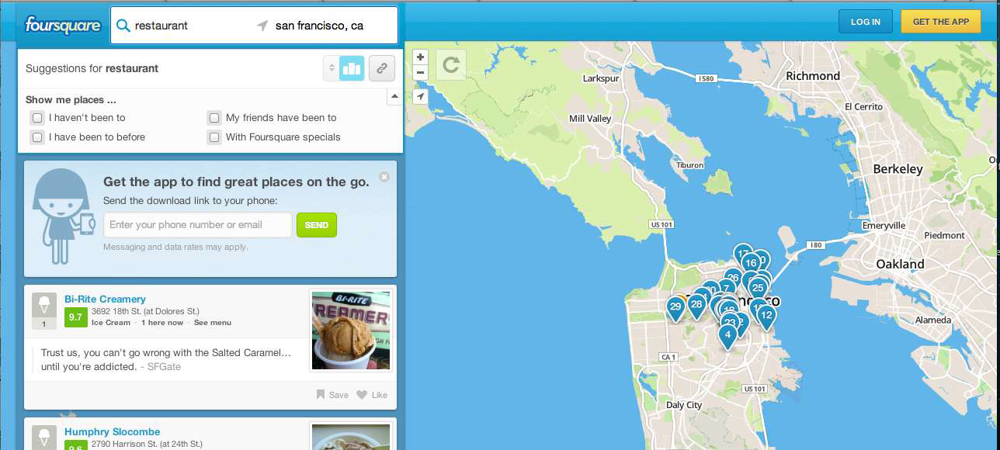 foursquare
restaurant
san francisco, ca
LOG IN
GET THE APP
Suggestions for restaurant
Show me places ...
I haven't been to
My friends have been to
I have been to before
With Foursquare specials
Get the app to find great places on the go.
Send the download link to your phone:
Enter your phone number or email
SEND
Messaging and data rates may apply.
1
Bi-Rite Creamery
9.7
3692 18th St. (at Dolores St.)
Ice Cream · 1 here now · See menu
BI-RITE
Trust us, you can't go wrong with the Salted Caramel…
until you're addicted. - SFGate
Save
Like
Humphry Slocombe
9.6
2790 Harrison St. (at 24th St.)
+
−
Larkspur
I 580
Richmond
El Cerrito
Mill Valley
Tiburon
Berkeley
US 101
Emeryville
Piedmont
I 80
Oakland
17
16
26
7
25
29
28
18
12
23
2
4
Alameda
CA 1
US 101
Daly City